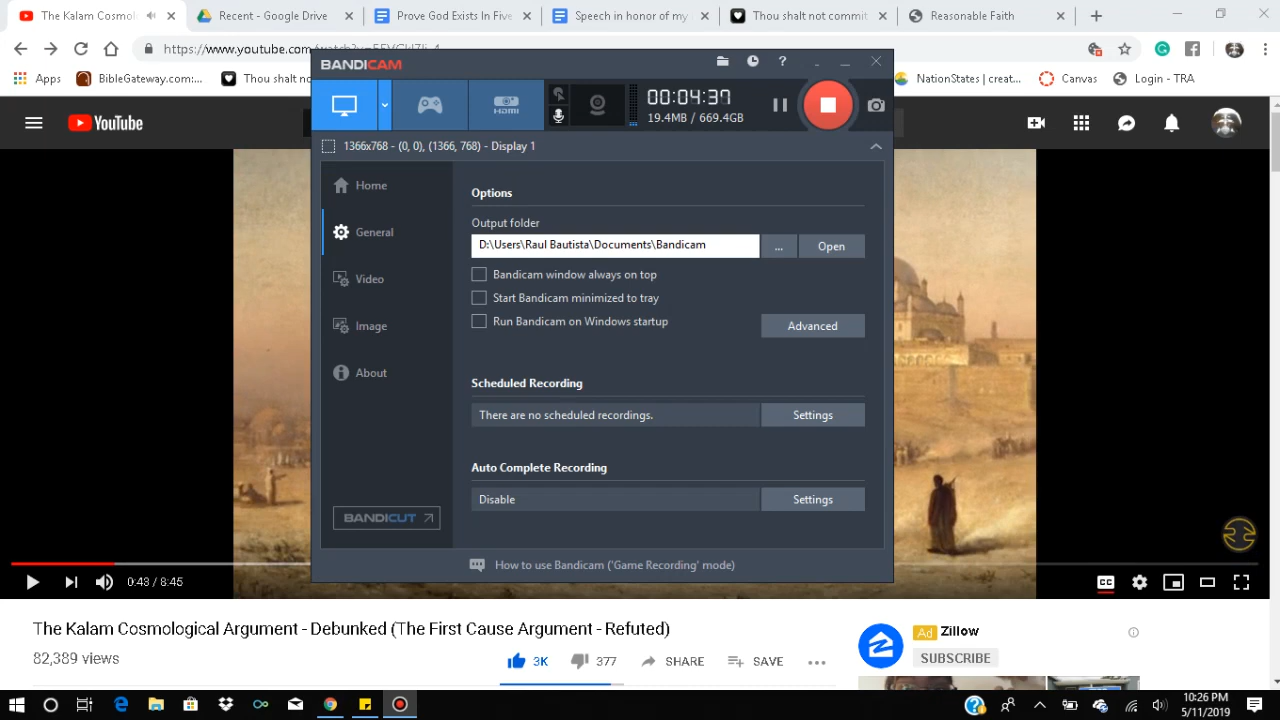 The Kalam Cosmolo
Recent - Google Drive
Prove God Exists In Five
Speech in honor of my
Thou shalt not commit
Reasonable Faith
Apps
BibleGateway.com:...
Thou shalt no
NationStates | creat...
Canvas
Login - TRA
BANDICAM
?
HDMI
00:04:37
19.4MB / 669.4GB
1366x768 - (0, 0), (1366, 768) - Display 1
YouTube
Home
General
Video
Image
About
BANDICUT
Options
Output folder
D:\Users\Raul Bautista\Documents\Bandicam
...
Open
Bandicam window always on top
Start Bandicam minimized to tray
Run Bandicam on Windows startup
Advanced
Scheduled Recording
There are no scheduled recordings.
Settings
Auto Complete Recording
Disable
Settings
How to use Bandicam ('Game Recording' mode)
0:43 / 8:45
CC
The Kalam Cosmological Argument - Debunked (The First Cause Argument - Refuted)
82,389 views
3K
377
SHARE
SAVE
Ad
Zillow
SUBSCRIBE
10:26 PM
5/11/2019